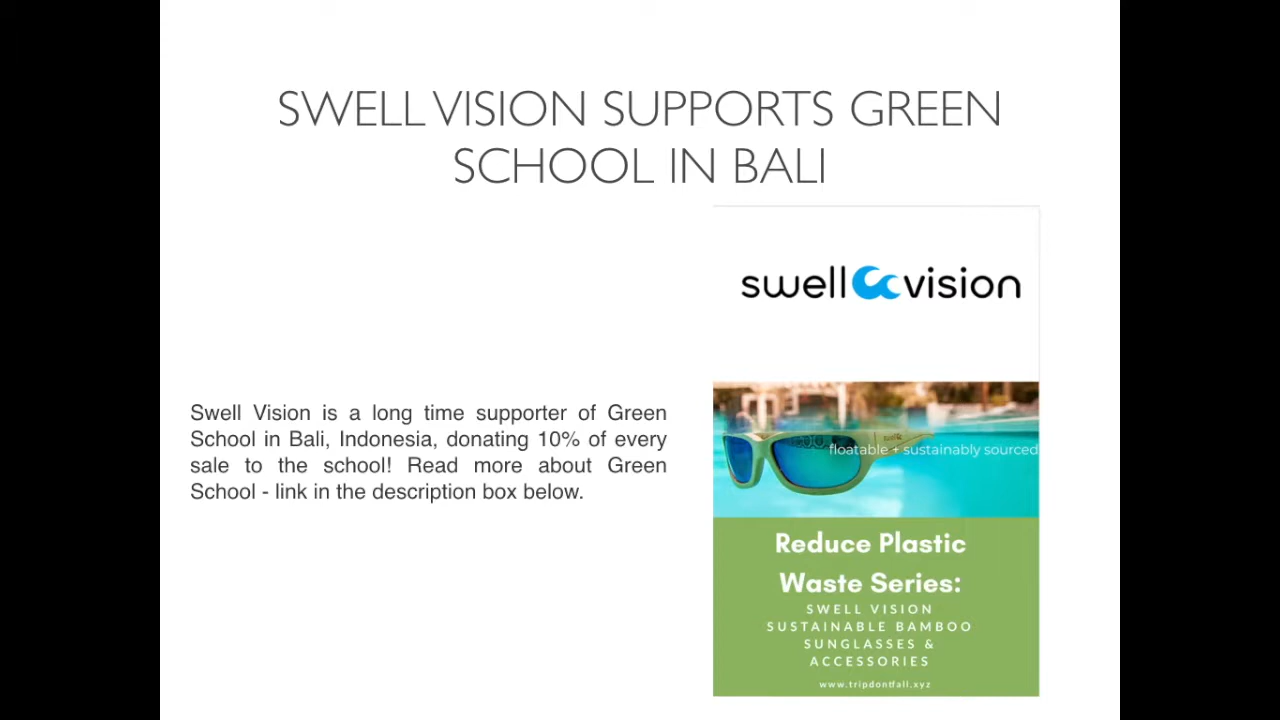 SWELL VISION SUPPORTS GREEN
SCHOOL IN BALI
swell vision
Swell Vision is a long time supporter of Green
School in Bali, Indonesia, donating 10% of every
sale to the school! Read more about Green
School - link in the description box below.
floatable + sustainably sourced
Reduce Plastic
Waste Series:
SWELL VISION
SUSTAINABLE BAMBOO
SUNGLASSES &
ACCESSORIES
www.tripdontfall.xyz